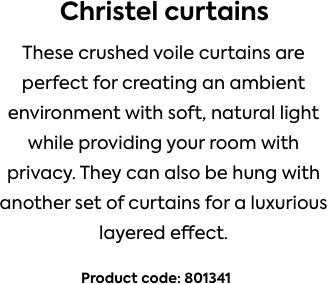 Christel curtains
These crushed voile curtains are
perfect for creating an ambient
environment with soft, natural light
while providing your room with
privacy. They can also be hung with
another set of curtains for a luxurious
layered effect.
Product code: 801341